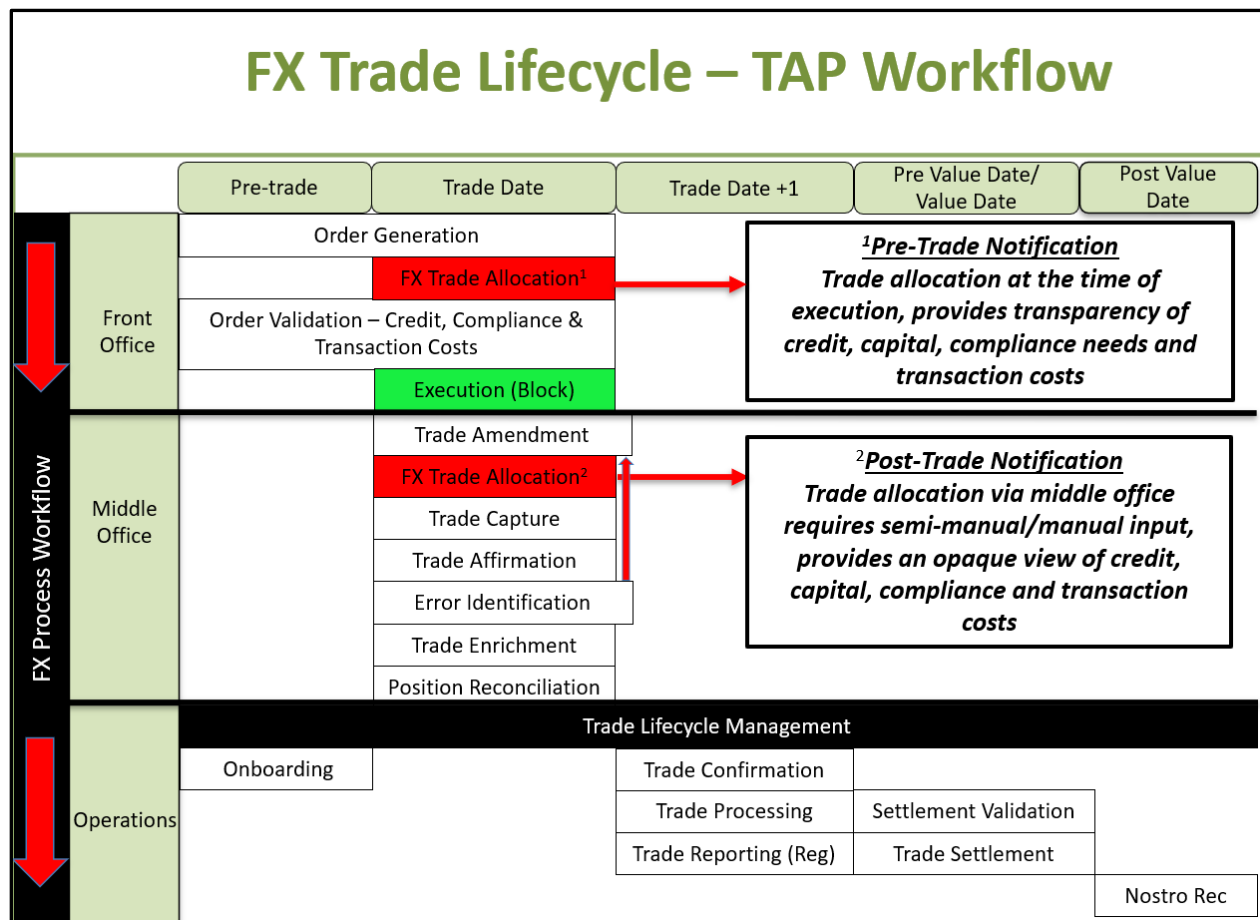 FX Trade Lifecycle – TAP Workflow
Pre-trade
Trade Date
Trade Date +1
Pre Value Date/
Value Date
Post Value
Date
FX Process Workflow
Front
Office
Order Generation
FX Trade Allocation¹
Order Validation – Credit, Compliance &
Transaction Costs
Execution (Block)
¹Pre-Trade Notification
Trade allocation at the time of
execution, provides transparency of
credit, capital, compliance needs and
transaction costs
Middle
Office
Trade Amendment
FX Trade Allocation²
Trade Capture
Trade Affirmation
Error Identification
Trade Enrichment
Position Reconciliation
²Post-Trade Notification
Trade allocation via middle office
requires semi-manual/manual input,
provides an opaque view of credit,
capital, compliance and transaction
costs
Operations
Trade Lifecycle Management
Onboarding
Trade Confirmation
Trade Processing
Settlement Validation
Trade Reporting (Reg)
Trade Settlement
Nostro Rec